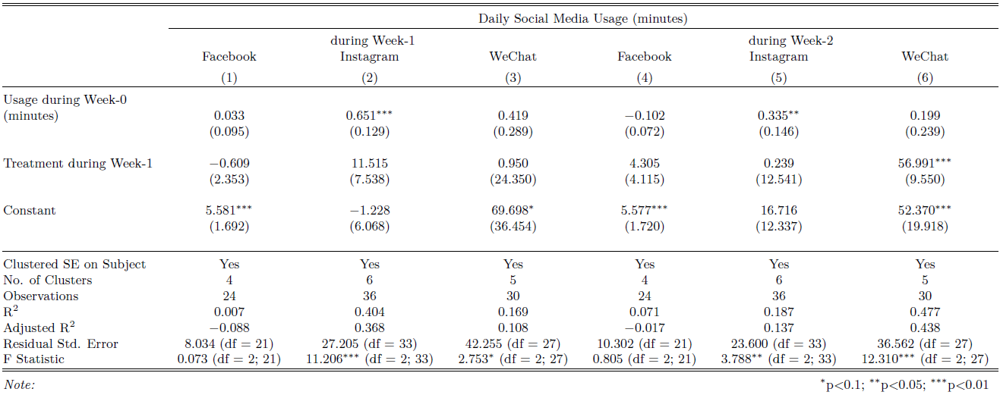 Daily Social Media Usage (minutes)
during Week-1 during Week-2
Facebook Instagram WeChat Facebook Instagram WeChat
(1) (2) (3) (4) (5) (6)
Usage during Week-0
(minutes) 0.033 0.651*** 0.419 −0.102 0.335** 0.199
(0.095) (0.129) (0.289) (0.072) (0.146) (0.239)
Treatment during Week-1 −0.609 11.515 0.950 4.305 0.239 56.991***
(2.353) (7.538) (24.350) (4.115) (12.541) (9.550)
Constant 5.581*** −1.228 69.698* 5.577*** 16.716 52.370***
(1.692) (6.068) (36.454) (1.720) (12.337) (19.918)
Clustered SE on Subject Yes Yes Yes Yes Yes Yes
No. of Clusters 4 6 5 4 6 5
Observations 24 36 30 24 36 30
R² 0.007 0.404 0.169 0.071 0.187 0.477
Adjusted R² −0.088 0.368 0.108 −0.017 0.137 0.438
Residual Std. Error 8.034 (df = 21) 27.205 (df = 33) 42.255 (df = 27) 10.302 (df = 21) 23.600 (df = 33) 36.562 (df = 27)
F Statistic 0.073 (df = 2; 21) 11.206*** (df = 2; 33) 2.753* (df = 2; 27) 0.805 (df = 2; 21) 3.788** (df = 2; 33) 12.310*** (df = 2; 27)
Note: *p<0.1; **p<0.05; ***p<0.01